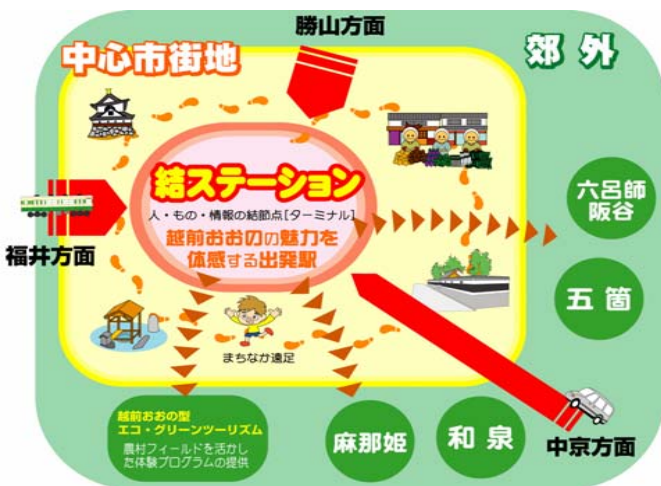 勝山方面
中心市街地
郊外
結ステーション
人・もの・情報の結節点[ターミナル]
越前おおのの魅力を
体感する出発駅
福井方面
六呂師
阪谷
五箇
まちなか遠足
越前おおの型
エコ・グリーンツーリズム
農村フィールドを活かし
た体験プログラムの提供
麻那姫
和泉
中京方面